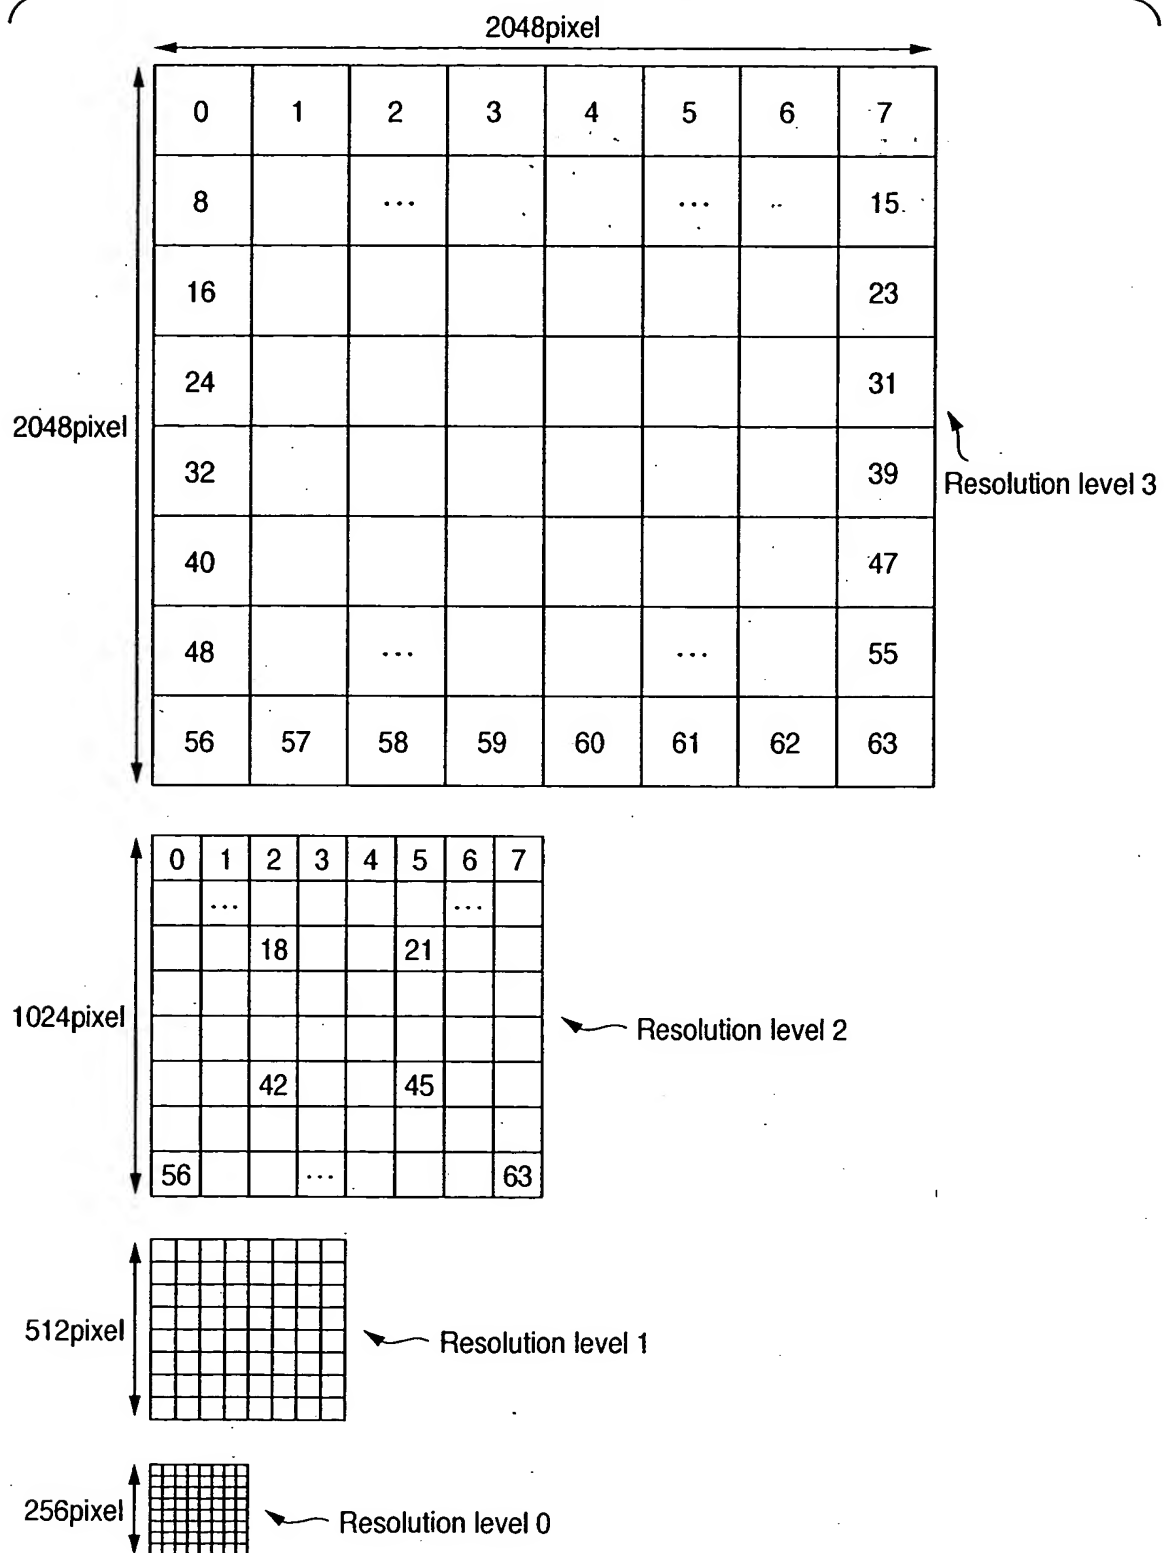 2048pixel
0 1 2 3 4 5 6 7
8 ... ... 15
16 23
24 31
2048pixel
32 39
Resolution level 3
40 47
48 ... ... 55
56 57 58 59 60 61 62 63
0 1 2 3 4 5 6 7
... ...
18 21
1024pixel
Resolution level 2
42 45
56 ... 63
512pixel
Resolution level 1
256pixel
Resolution level 0